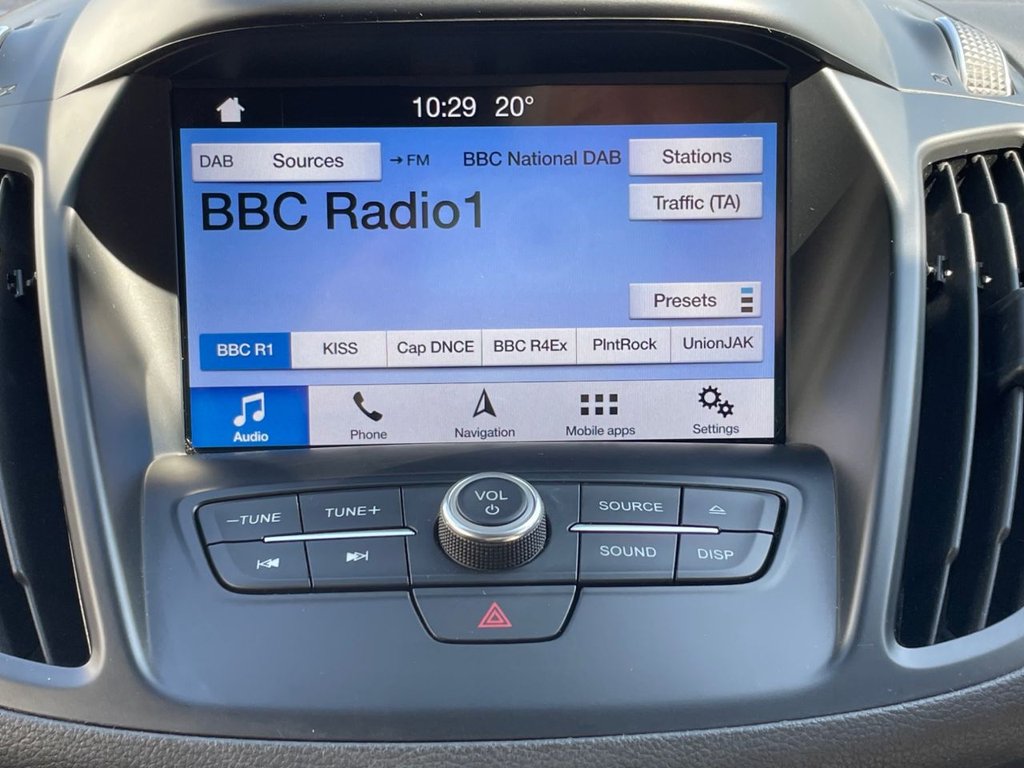 10:29 20°
DAB Sources →FM BBC National DAB Stations
BBC Radio1
Traffic (TA)
Presets
BBC R1 KISS Cap DNCE BBC R4Ex PlntRock UnionJAK
Audio Phone Navigation Mobile apps Settings
–TUNE TUNE+ VOL SOURCE
SOUND DISP